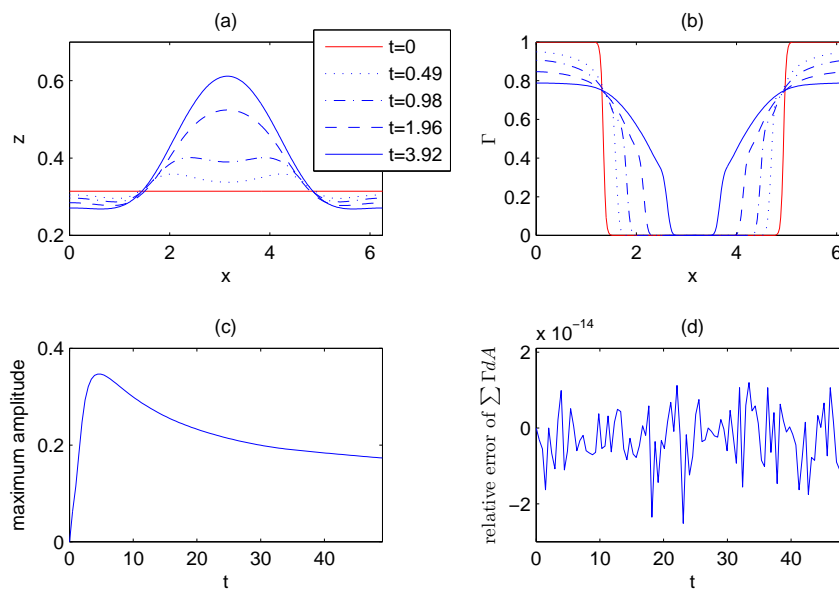 (a)
0.6
0.4
0.2
z
0
2
4
6
x
t=0
t=0.49
t=0.98
t=1.96
t=3.92
(b)
1
0.8
0.6
0.4
0.2
0
Γ
0
2
4
6
x
(c)
0.4
0.2
0
maximum amplitude
0
10
20
30
40
t
(d)
x 10⁻¹⁴
2
0
−2
relative error of ∑ ΓdA
0
10
20
30
40
t